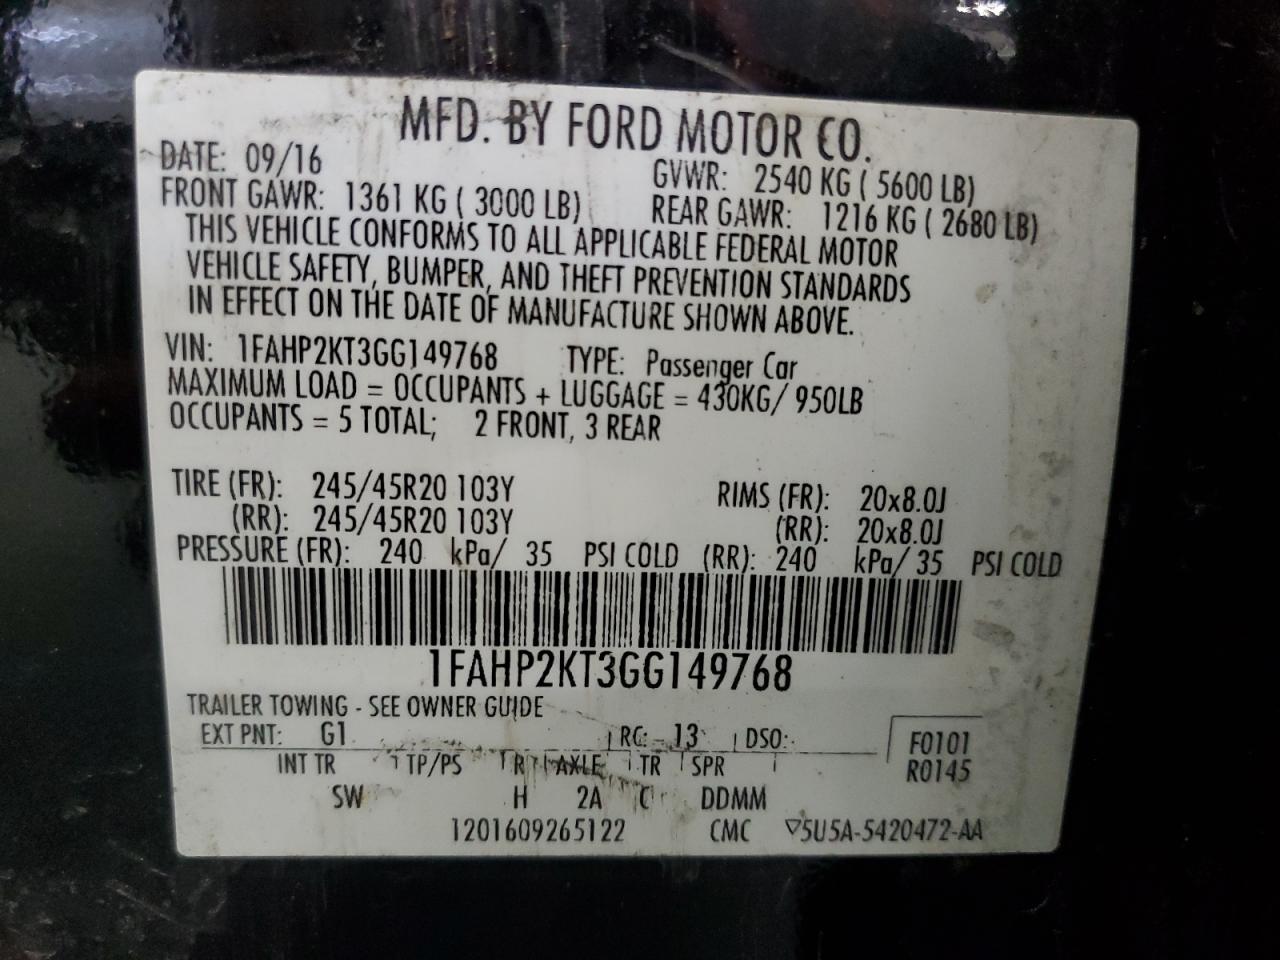 MFD. BY FORD MOTOR CO.
DATE: 09/16 GVWR: 2540 KG ( 5600 LB)
FRONT GAWR: 1361 KG ( 3000 LB) REAR GAWR: 1216 KG ( 2680 LB)
THIS VEHICLE CONFORMS TO ALL APPLICABLE FEDERAL MOTOR
VEHICLE SAFETY, BUMPER, AND THEFT PREVENTION STANDARDS
IN EFFECT ON THE DATE OF MANUFACTURE SHOWN ABOVE.
VIN: 1FAHP2KT3GG149768 TYPE: Passenger Car
MAXIMUM LOAD = OCCUPANTS + LUGGAGE = 430KG/ 950LB
OCCUPANTS = 5 TOTAL; 2 FRONT, 3 REAR
TIRE (FR): 245/45R20 103Y RIMS (FR): 20x8.0J
(RR): 245/45R20 103Y (RR): 20x8.0J
PRESSURE (FR): 240 kPa/ 35 PSI COLD (RR): 240 kPa/ 35 PSI COLD
1FAHP2KT3GG149768
TRAILER TOWING - SEE OWNER GUIDE
EXT PNT: G1 RC: 13 DSO: F0101
INT TR TP/PS R AXLE TR SPR R0145
SW H 2A C DDMM
1201609265122 CMC ▽5U5A-5420472-AA